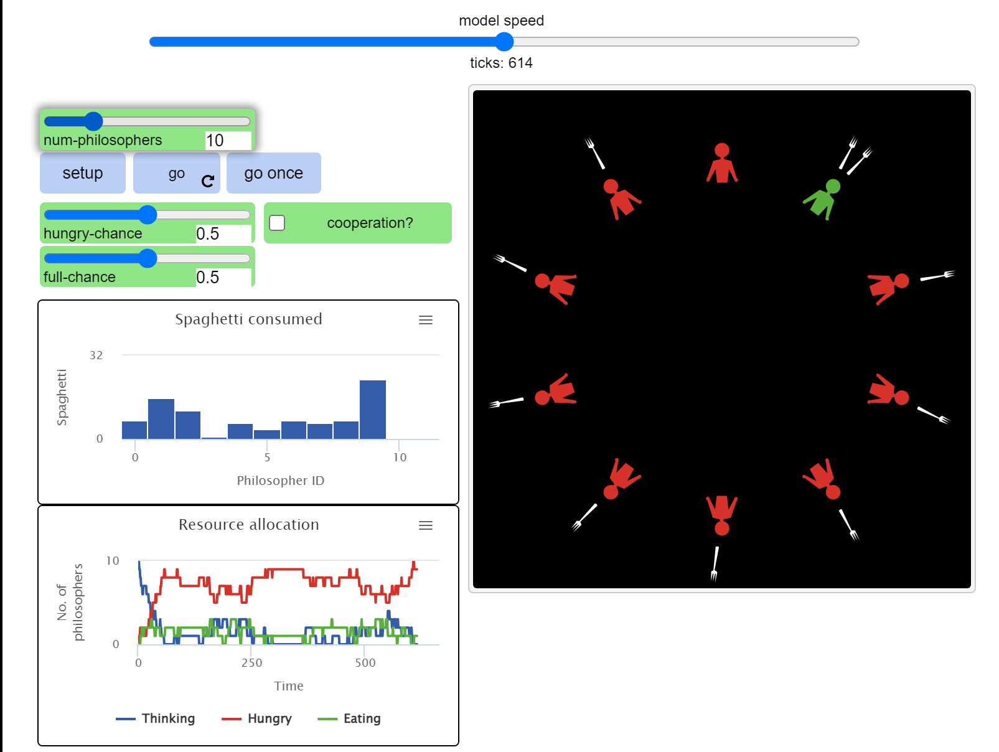 model speed
ticks: 614
num-philosophers 10
setup go go once
hungry-chance 0.5
cooperation?
full-chance 0.5
Spaghetti consumed
32
Spaghetti
0
0 5 10
Philosopher ID
Resource allocation
10
No. of
philosophers
0
0 250 500
Time
Thinking Hungry Eating